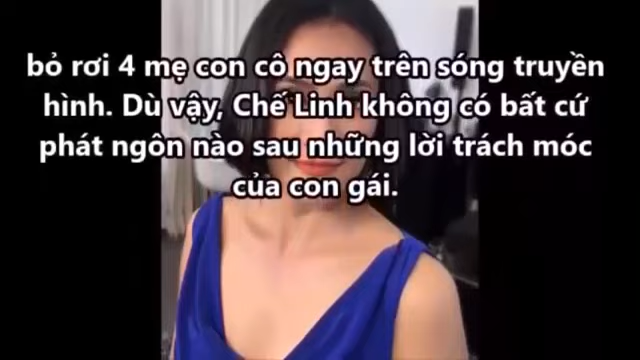 bỏ rơi 4 mẹ con cô ngay trên sóng truyền
hình. Dù vậy, Chế Linh không có bất cứ
phát ngôn nào sau những lời trách móc
của con gái.